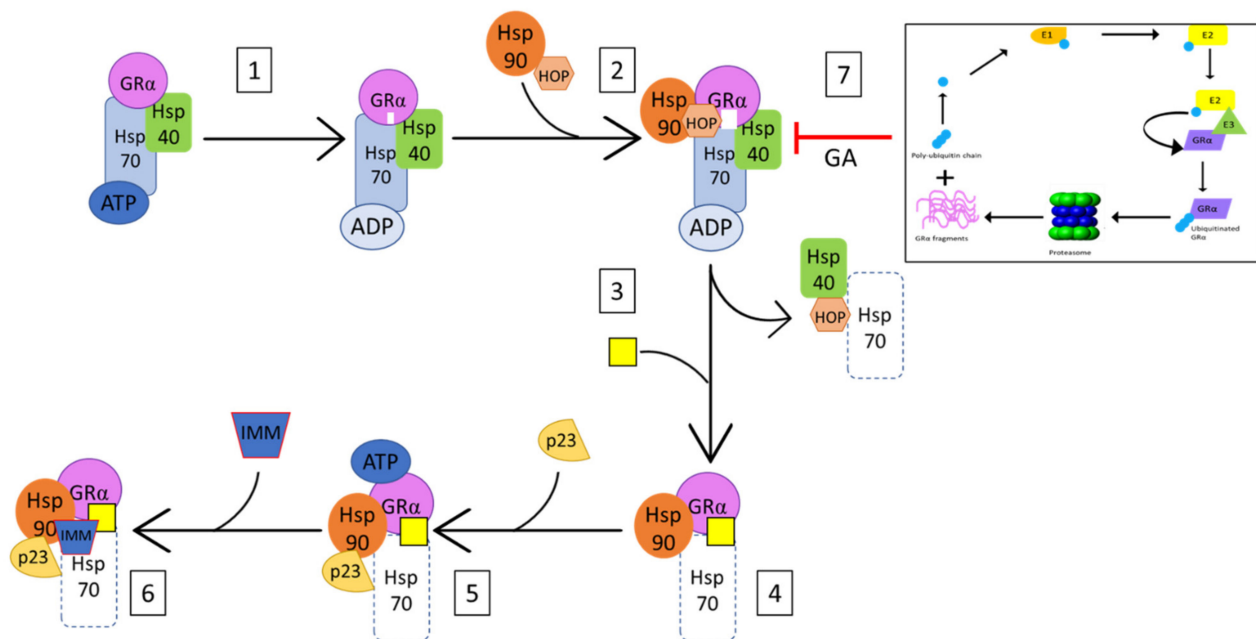 1
GRα
Hsp
40
Hsp
70
ATP
GRα
Hsp
40
Hsp
70
ADP
Hsp
90
HOP
2
GRα
Hsp
90
HOP
Hsp
40
Hsp
70
ADP
7
GA
E1
E2
E2
E3
GRα
GRα
Ubiquitinated
GRα
Proteasome
Poly-ubiquitin chain
+
GRα fragments
3
Hsp
40
HOP
Hsp
70
GRα
Hsp
90
Hsp
70
4
p23
ATP
GRα
Hsp
90
p23
Hsp
70
5
IMM
GRα
Hsp
90
IMM
p23
Hsp
70
6